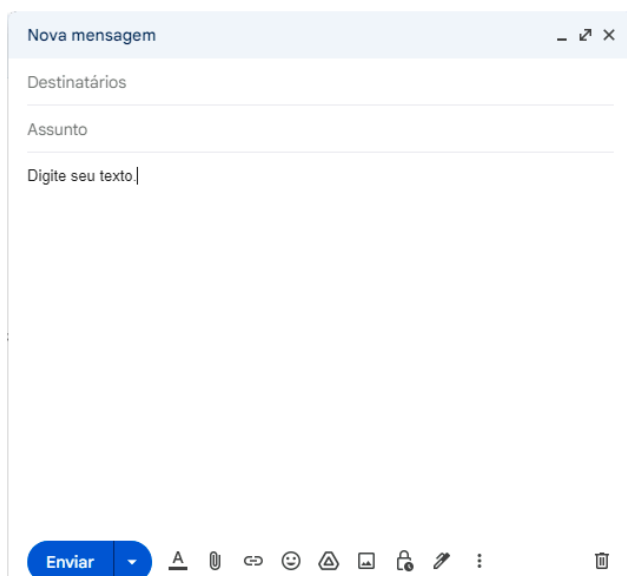 Nova mensagem
Destinatários
Assunto
Digite seu texto.
Enviar